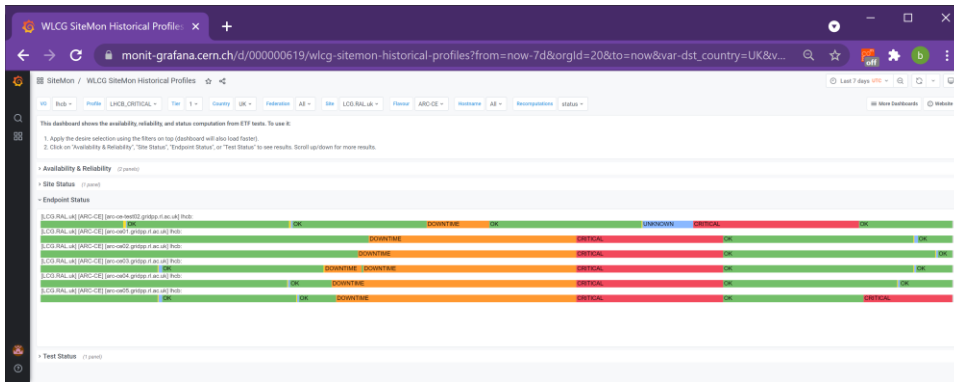 WLCG SiteMon Historical Profiles
monit-grafana.cern.ch/d/000000619/wlcg-sitemon-historical-profiles?from=now-7d&orgId=20&to=now&var-dst_country=UK&v...
off
b
SiteMon / WLCG SiteMon Historical Profiles
Last 7 days UTC
VO lhcb Profile LHCB_CRITICAL Tier 1 Country UK Federation All Site LCG.RAL.uk Flavour ARC-CE Hostname All Recomputations status
More Dashboards Website
This dashboard shows the availability, reliability, and status computation from ETF tests. To use it:
1. Apply the desire selection using the filters on top (dashboard will also load faster).
2. Click on "Availability & Reliability", "Site Status", "Endpoint Status", or "Test Status" to see results. Scroll up/down for more results.
Availability & Reliability (2 panels)
Site Status (1 panel)
Endpoint Status
[LCG.RAL.uk] [ARC-CE] [arc-ce-test02.gridpp.rl.ac.uk] lhcb:
OK OK DOWNTIME OK UNKNOWN CRITICAL OK
[LCG.RAL.uk] [ARC-CE] [arc-ce01.gridpp.rl.ac.uk] lhcb:
DOWNTIME CRITICAL OK OK
[LCG.RAL.uk] [ARC-CE] [arc-ce02.gridpp.rl.ac.uk] lhcb:
DOWNTIME CRITICAL OK OK
[LCG.RAL.uk] [ARC-CE] [arc-ce03.gridpp.rl.ac.uk] lhcb:
OK DOWNTIME DOWNTIME CRITICAL OK OK
[LCG.RAL.uk] [ARC-CE] [arc-ce04.gridpp.rl.ac.uk] lhcb:
OK DOWNTIME CRITICAL OK OK
[LCG.RAL.uk] [ARC-CE] [arc-ce05.gridpp.rl.ac.uk] lhcb:
OK OK DOWNTIME CRITICAL OK CRITICAL
Test Status (1 panel)